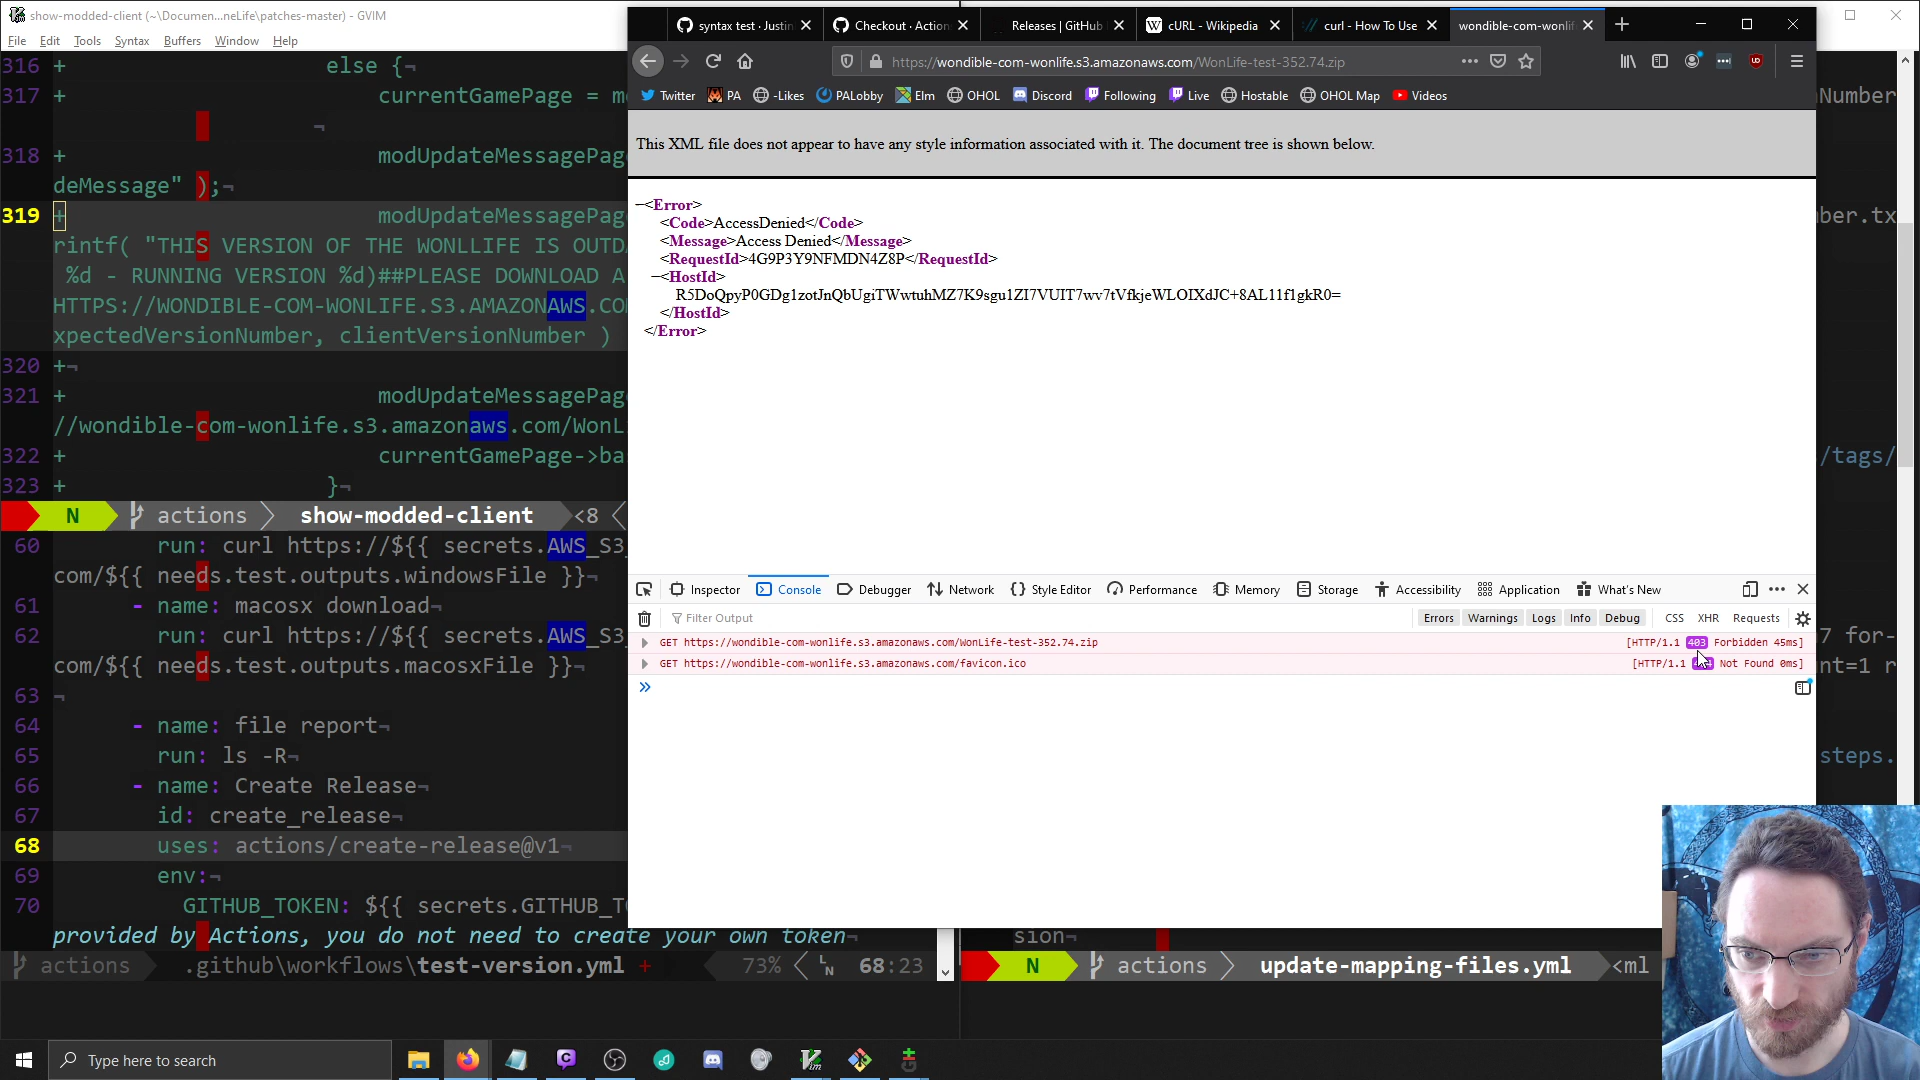 show-modded-client (~\Documen...neLife\patches-master) - GVIM
File Edit Tools Syntax Buffers Window Help
316 + else {¬
317 + currentGamePage = m
¬
318 + modUpdateMessagePag
deMessage" );¬
319 + modUpdateMessagePag
rintf( "THIS VERSION OF THE WONLLIFE IS OUTD
%d - RUNNING VERSION %d)##PLEASE DOWNLOAD A
HTTPS://WONDIBLE-COM-WONLIFE.S3.AMAZONAWS.CO
xpectedVersionNumber, clientVersionNumber )
320 +¬
321 + modUpdateMessagePag
//wondible-com-wonlife.s3.amazonaws.com/WonL
322 + currentGamePage->ba
323 + }¬
N actions show-modded-client <8
60 run: curl https://${{ secrets.AWS_S3
com/${{ needs.test.outputs.windowsFile }}¬
61 - name: macosx download¬
62 run: curl https://${{ secrets.AWS_S3
com/${{ needs.test.outputs.macosxFile }}¬
63 ¬
64 - name: file report¬
65 run: ls -R¬
66 - name: Create Release¬
67 id: create_release¬
68 uses: actions/create-release@v1¬
69 env:¬
70 GITHUB_TOKEN: ${{ secrets.GITHUB_T
provided by Actions, you do not need to create your own token¬
actions .github\workflows\test-version.yml + 73% 68:23
syntax test · Justin
Checkout · Action
Releases | GitHub
cURL - Wikipedia
curl - How To Use
wondible-com-wonlif
https://wondible-com-wonlife.s3.amazonaws.com/WonLife-test-352.74.zip
Twitter PA -Likes PALobby Elm OHOL Discord Following Live Hostable OHOL Map Videos
This XML file does not appear to have any style information associated with it. The document tree is shown below.
—<Error>
<Code>AccessDenied</Code>
<Message>Access Denied</Message>
<RequestId>4G9P3Y9NFMDN4Z8P</RequestId>
—<HostId>
R5DoQpyP0GDg1zotJnQbUgiTWwtuhMZ7K9sgu1ZI7VUIT7wv7tVfkjeWLOIXdJC+8AL11f1gkR0=
</HostId>
</Error>
Inspector Console Debugger Network Style Editor Performance Memory Storage Accessibility Application What's New
Filter Output Errors Warnings Logs Info Debug CSS XHR Requests
GET https://wondible-com-wonlife.s3.amazonaws.com/WonLife-test-352.74.zip [HTTP/1.1 403 Forbidden 45ms]
GET https://wondible-com-wonlife.s3.amazonaws.com/favicon.ico [HTTP/1.1 Not Found 0ms]
Number
ber.tx
/tags/
7 for-
nt=1 r
steps.
sion¬
N actions update-mapping-files.yml <ml
Type here to search